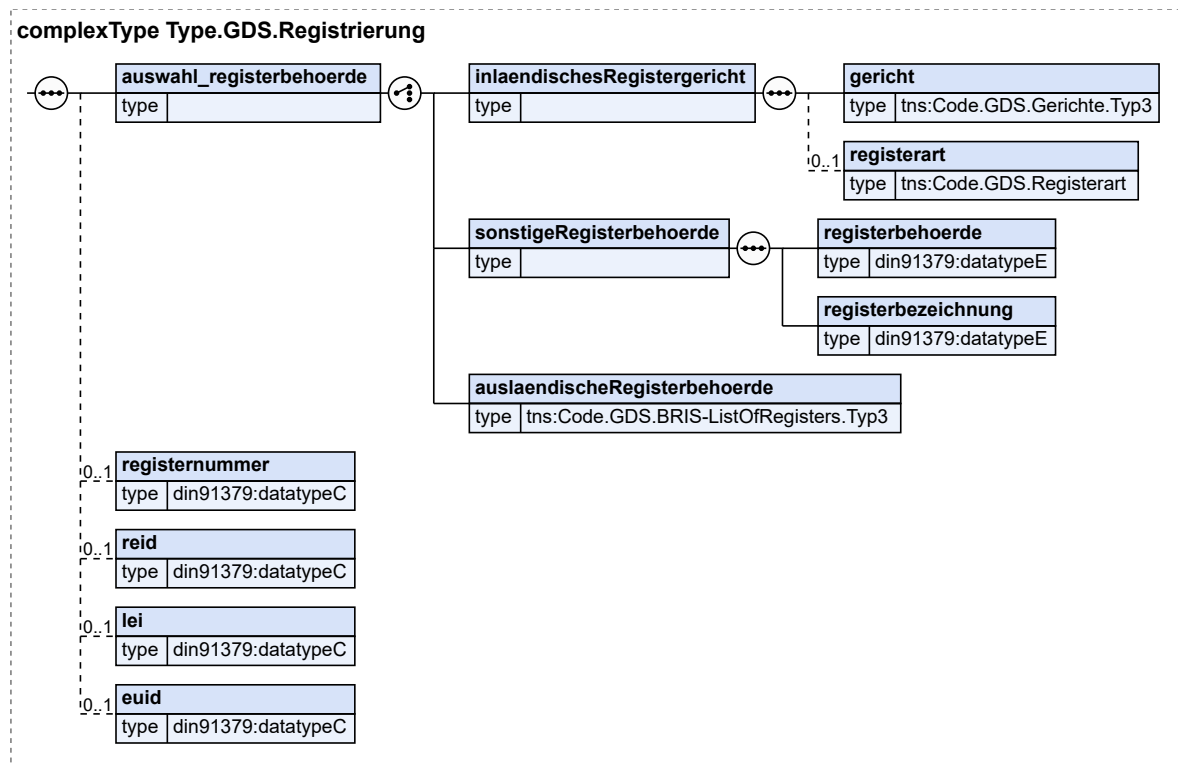 complexType Type.GDS.Registrierung
auswahl_registerbehoerde
type
inlaendischesRegistergericht
type
gericht
type tns:Code.GDS.Gerichte.Typ3
0..1
registerart
type tns:Code.GDS.Registerart
sonstigeRegisterbehoerde
type
registerbehoerde
type din91379:datatypeE
registerbezeichnung
type din91379:datatypeE
auslaendischeRegisterbehoerde
type tns:Code.GDS.BRIS-ListOfRegisters.Typ3
0..1
registernummer
type din91379:datatypeC
0..1
reid
type din91379:datatypeC
0..1
lei
type din91379:datatypeC
0..1
euid
type din91379:datatypeC